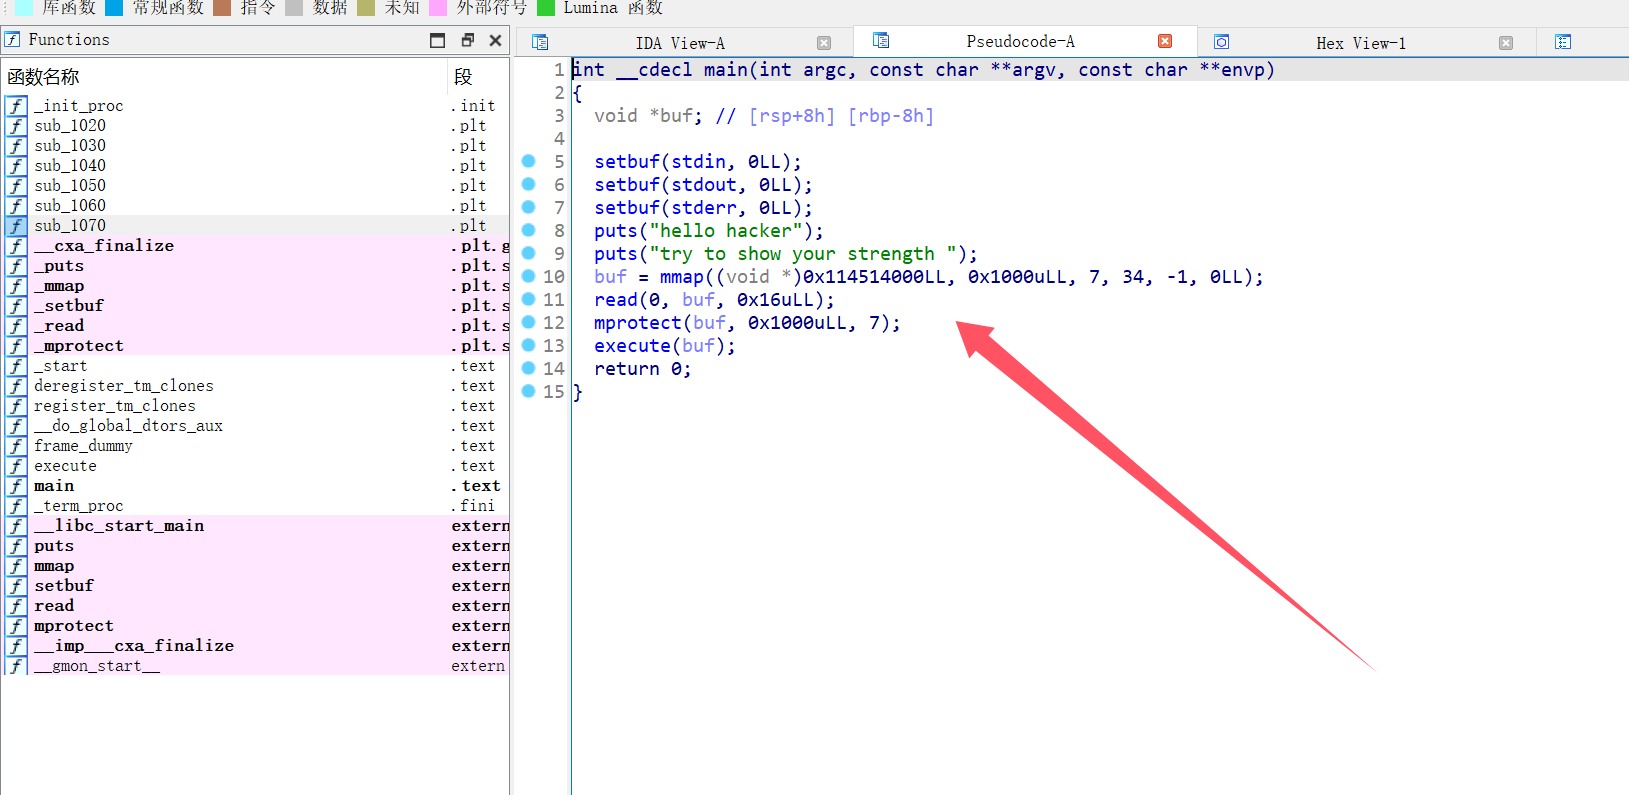 库函数 常规函数 指令 数据 未知 外部符号 Lumina 函数
Functions
函数名称 段
_init_proc .init
sub_1020 .plt
sub_1030 .plt
sub_1040 .plt
sub_1050 .plt
sub_1060 .plt
sub_1070 .plt
__cxa_finalize .plt.g
_puts .plt.s
_mmap .plt.s
_setbuf .plt.s
_read .plt.s
_mprotect .plt.s
_start .text
deregister_tm_clones .text
register_tm_clones .text
__do_global_dtors_aux .text
frame_dummy .text
execute .text
main .text
_term_proc .fini
__libc_start_main extern
puts extern
mmap extern
setbuf extern
read extern
mprotect extern
__imp___cxa_finalize extern
__gmon_start__ extern
IDA View-A Pseudocode-A Hex View-1
1 int __cdecl main(int argc, const char **argv, const char **envp)
2 {
3 void *buf; // [rsp+8h] [rbp-8h]
4
5 setbuf(stdin, 0LL);
6 setbuf(stdout, 0LL);
7 setbuf(stderr, 0LL);
8 puts("hello hacker");
9 puts("try to show your strength ");
10 buf = mmap((void *)0x114514000LL, 0x1000uLL, 7, 34, -1, 0LL);
11 read(0, buf, 0x16uLL);
12 mprotect(buf, 0x1000uLL, 7);
13 execute(buf);
14 return 0;
15 }